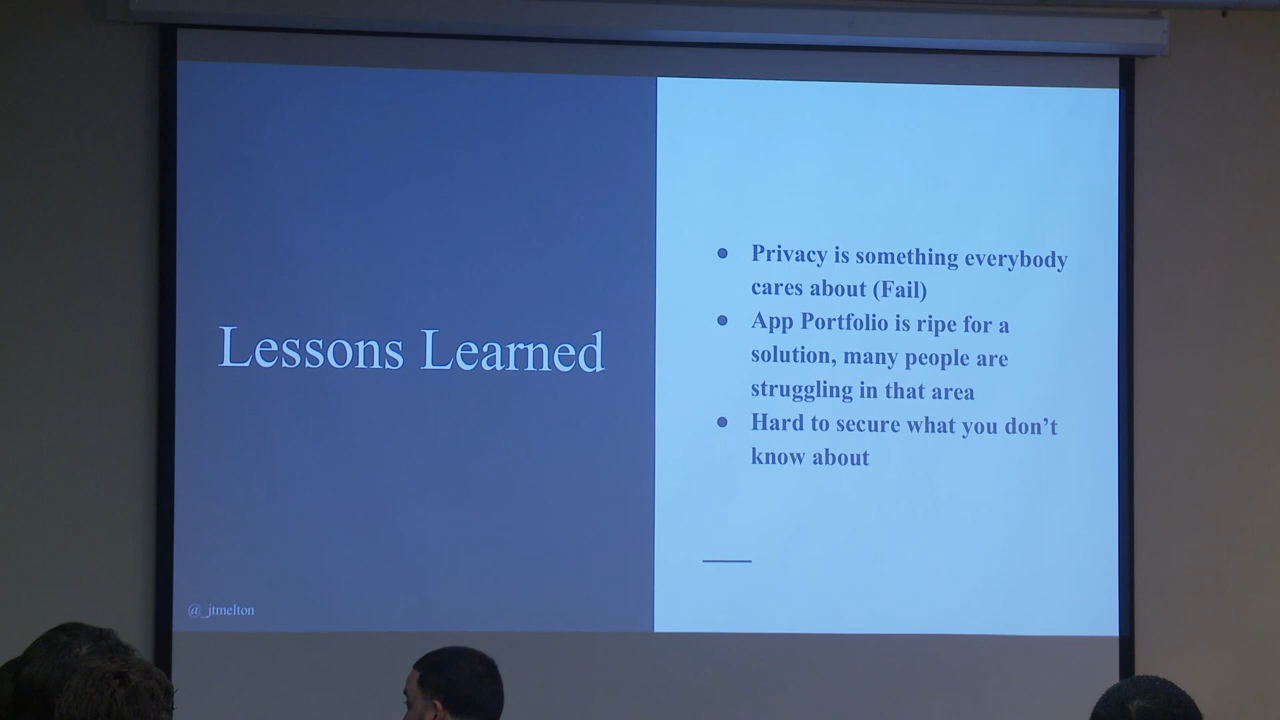 Lessons Learned
@_jtmelton
● Privacy is something everybody
cares about (Fail)
● App Portfolio is ripe for a
solution, many people are
struggling in that area
● Hard to secure what you don’t
know about